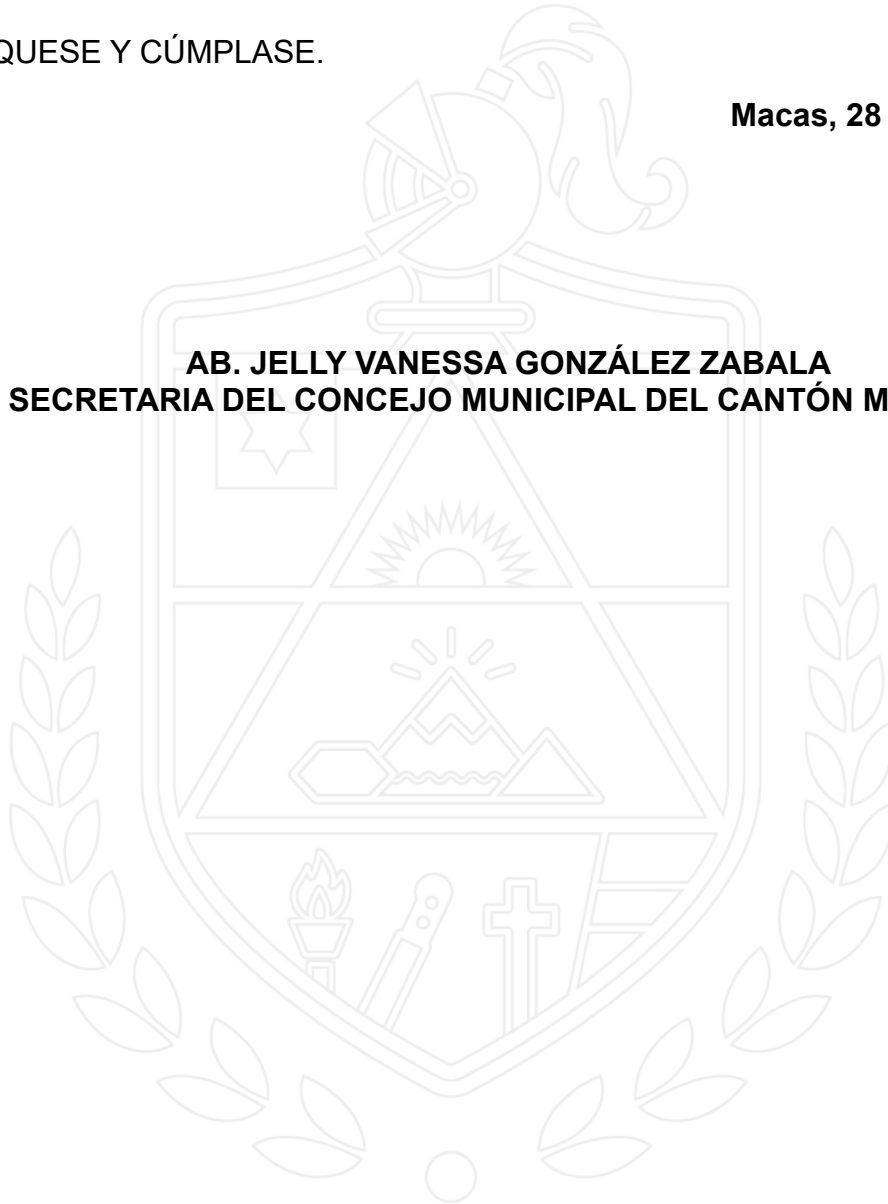 QUESE Y CÚMPLASE.
Macas, 28
AB. JELLY VANESSA GONZÁLEZ ZABALA
SECRETARIA DEL CONCEJO MUNICIPAL DEL CANTÓN M